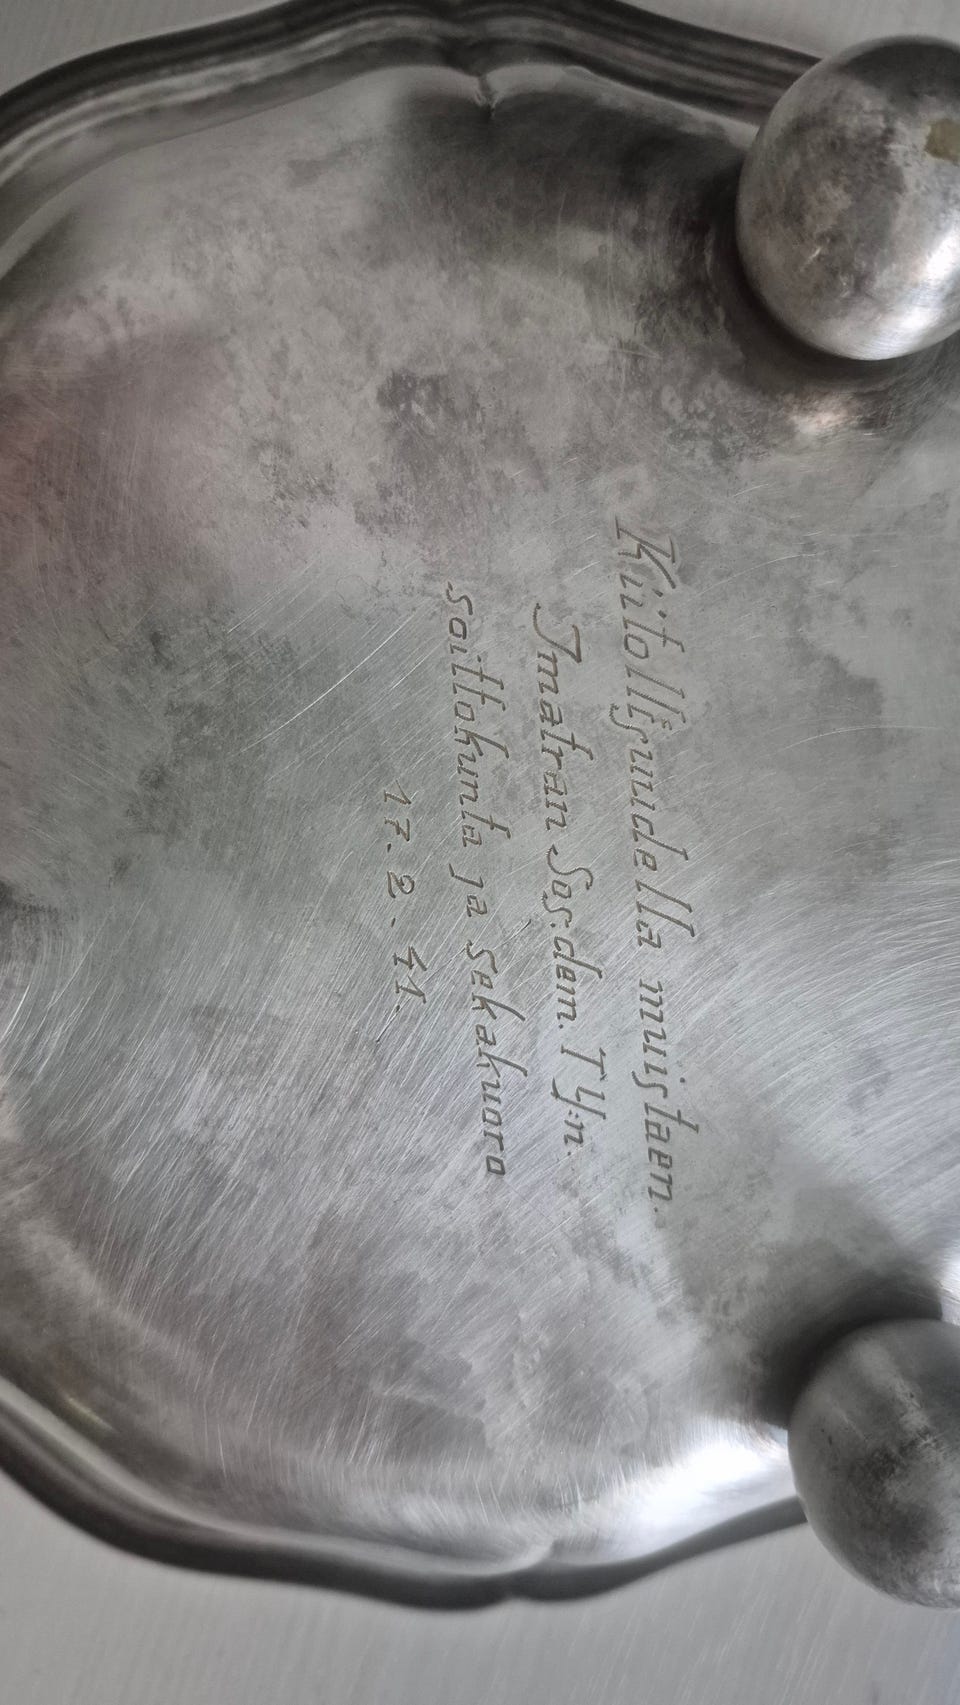 Kiitollisuudella muistaen.
Imatran Sos.dem. T.Y:n.
soittokunta ja sekakuoro
17.2.41.